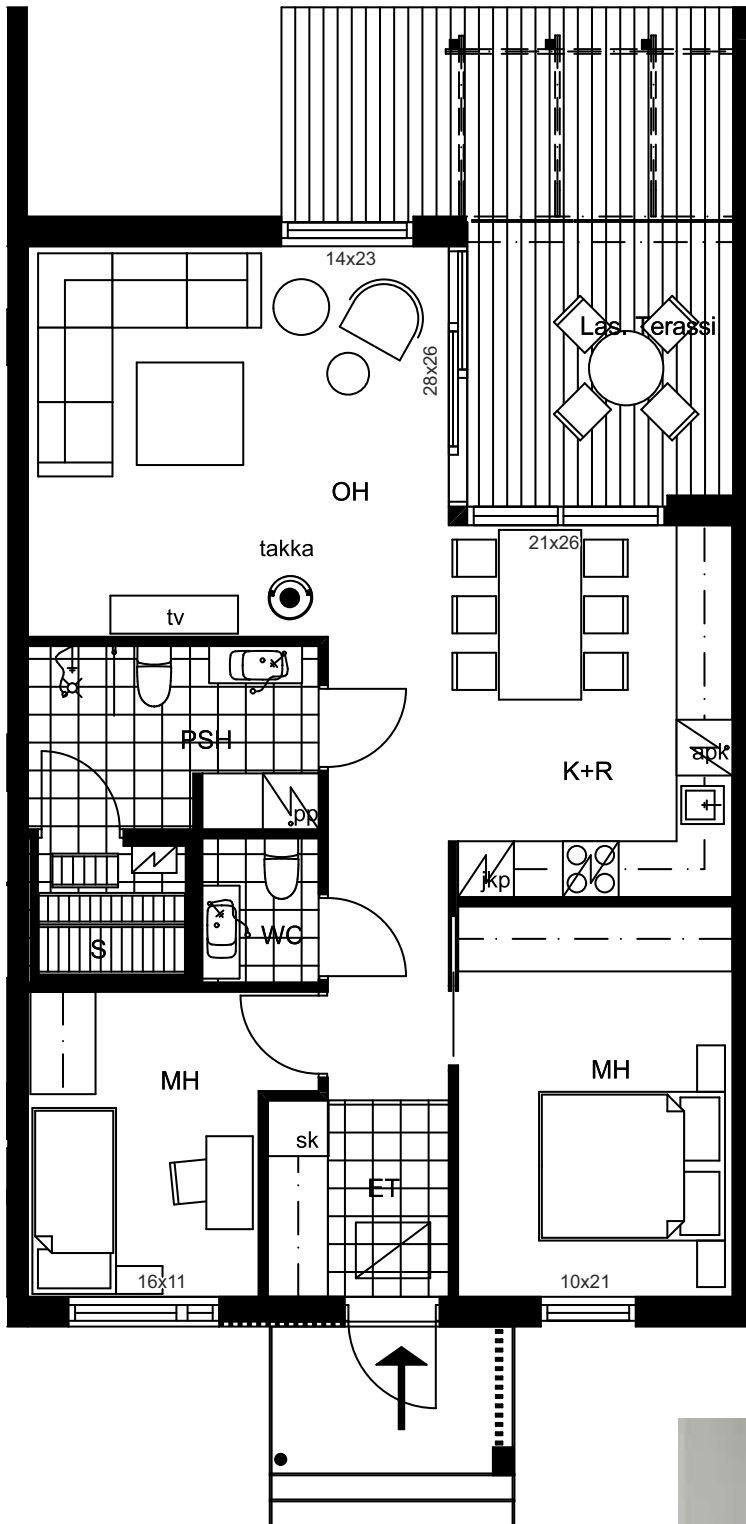 14x23
Las. Terassi
28x26
OH
21x26
takka
tv
PSH
apk
K+R
pp
jkp
WC
S
MH
MH
sk
ET
16x11
10x21